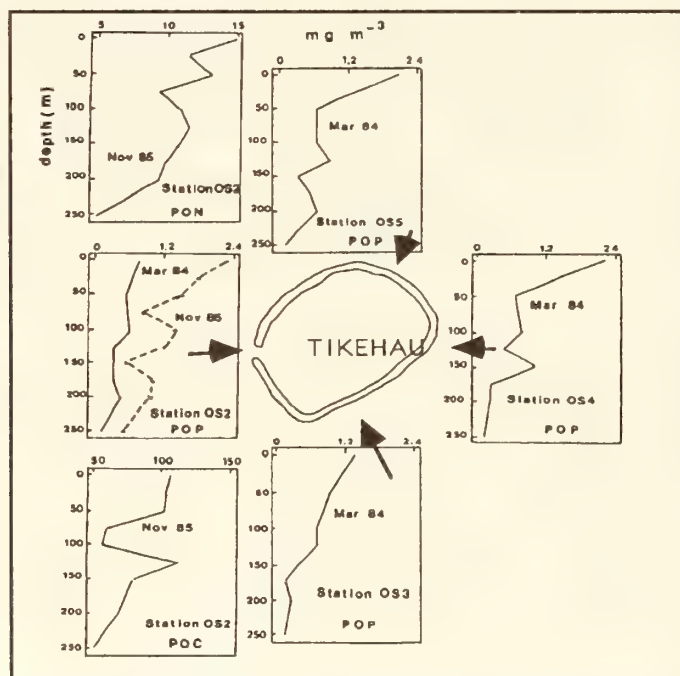 5 10 15
mg m⁻³
0 1.2 2.4
depth(m)
0
50
100
150
200
250
Nov 85
Station OS2
PON
0
50
100
150
200
250
Mar 84
Station OS5
POP
0 1.2 2.4
Mar 84
Nov 85
0
50
100
150
200
250
Station OS2
POP
TIKEHAU
0 1.2 2.4
0
50
100
150
200
250
Mar 84
Station OS4
POP
50 100 150
0
50
100
150
200
250
Nov 85
Station OS2
POC
0 1.2 2.4
0
50
100
150
200
250
Mar 84
Station OS3
POP